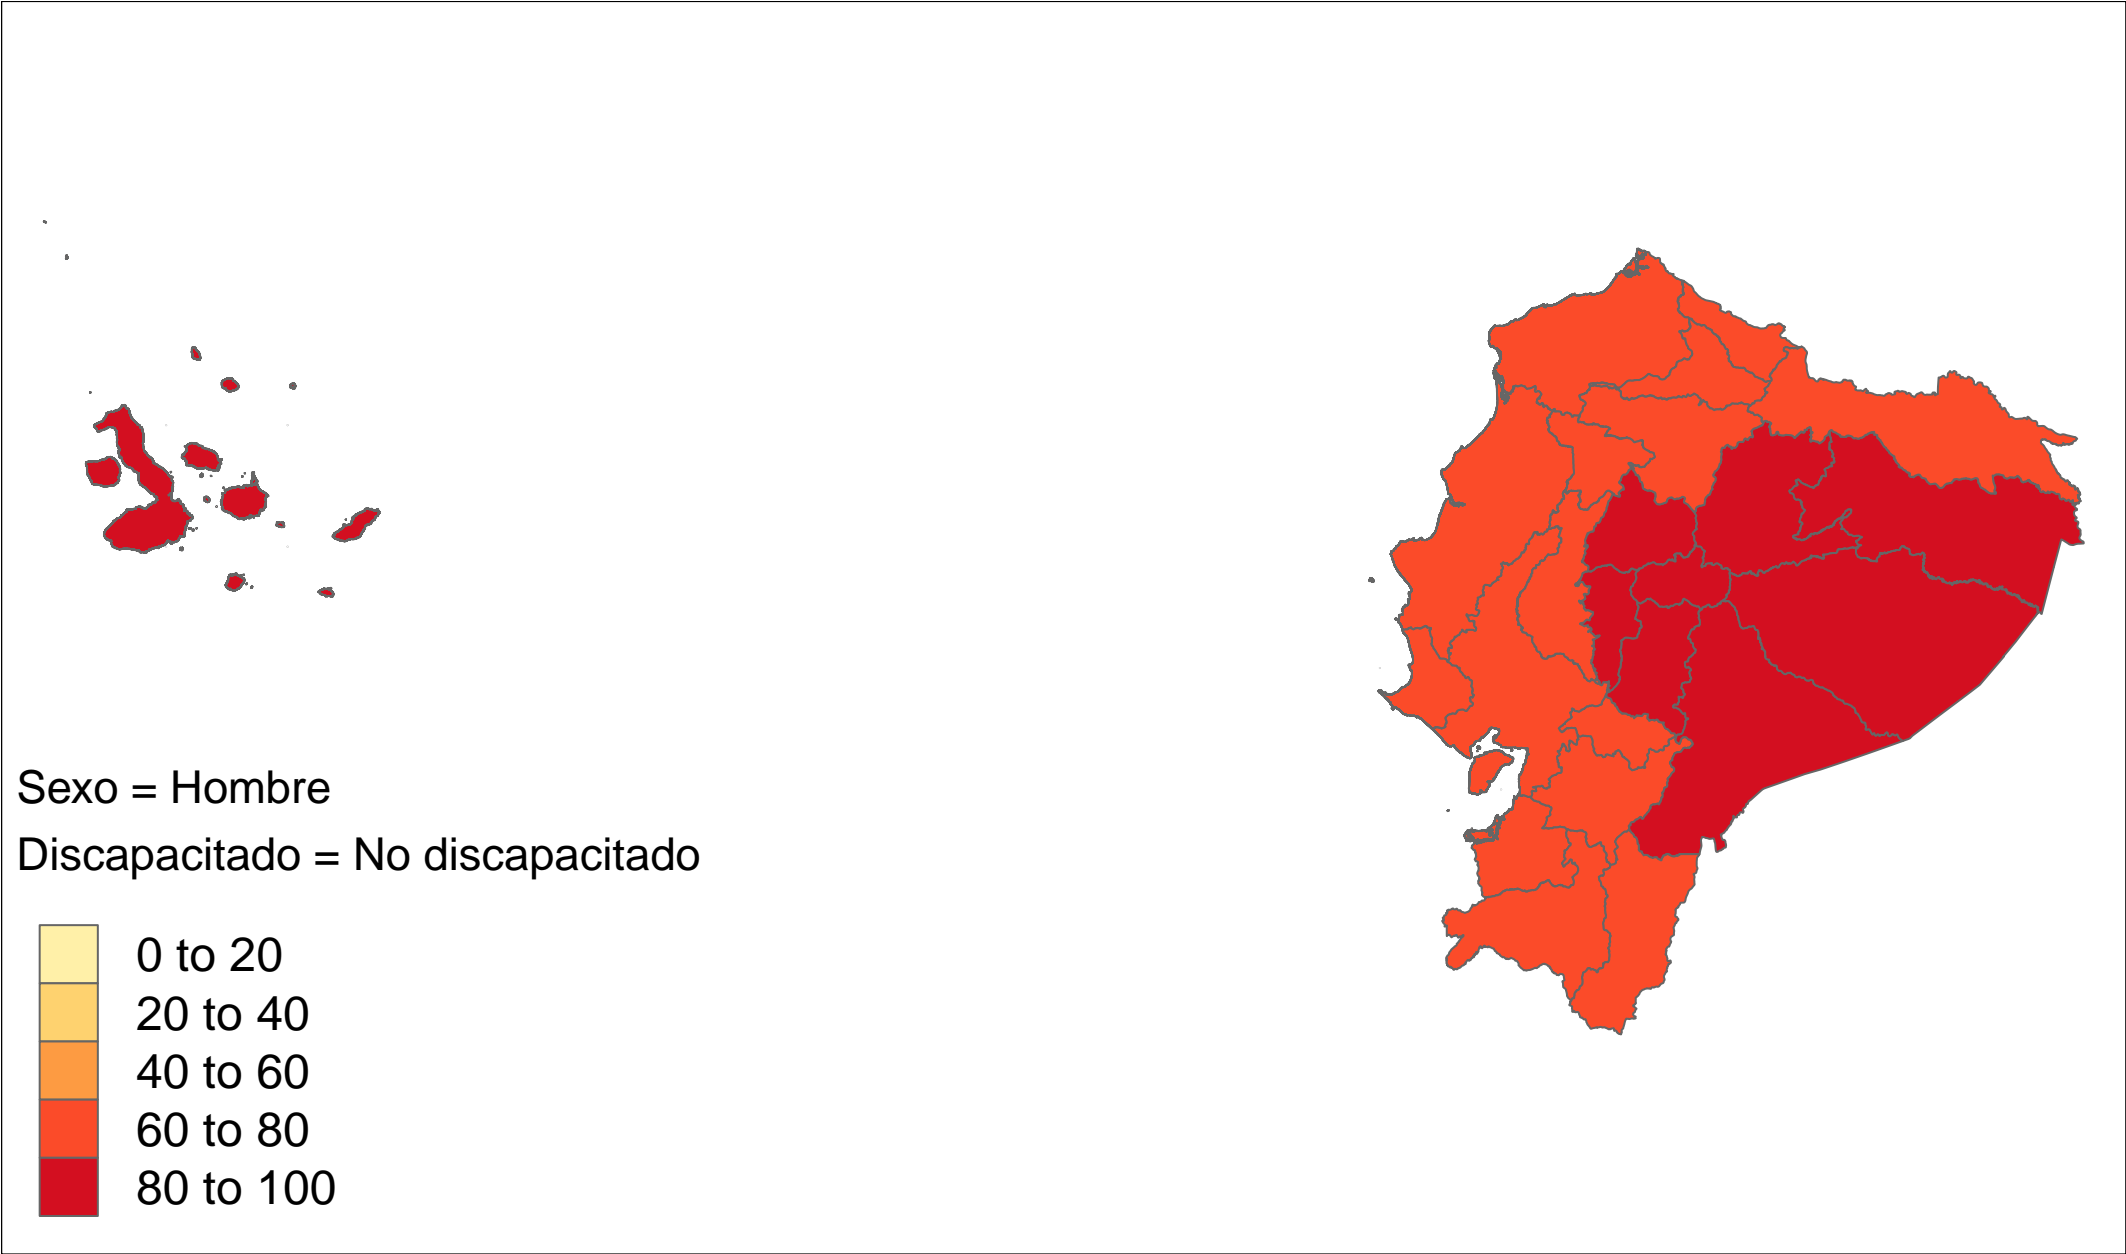 Sexo = Hombre
Discapacitado = No discapacitado
0 to 20
20 to 40
40 to 60
60 to 80
80 to 100